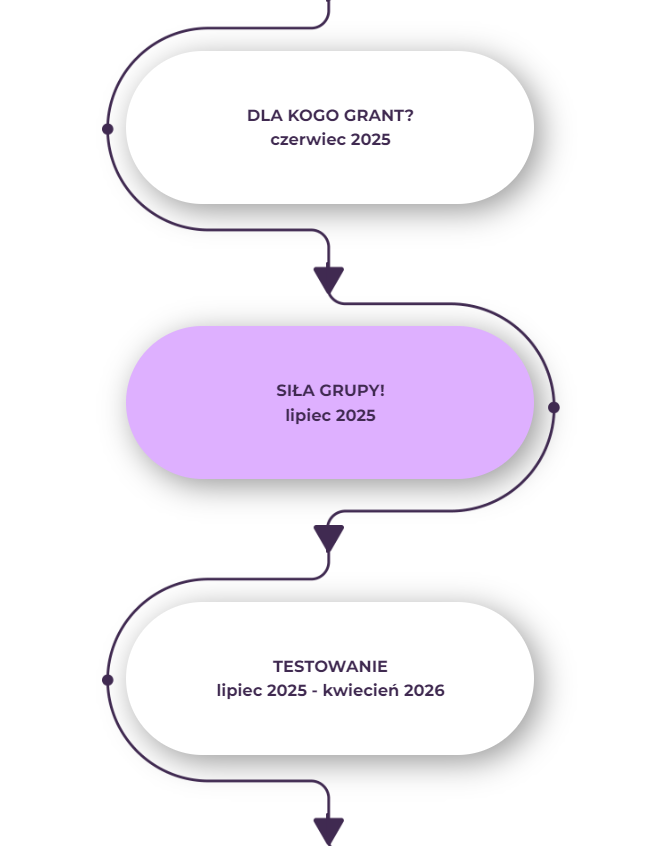 DLA KOGO GRANT?
czerwiec 2025
SIŁA GRUPY!
lipiec 2025
TESTOWANIE
lipiec 2025 - kwiecień 2026